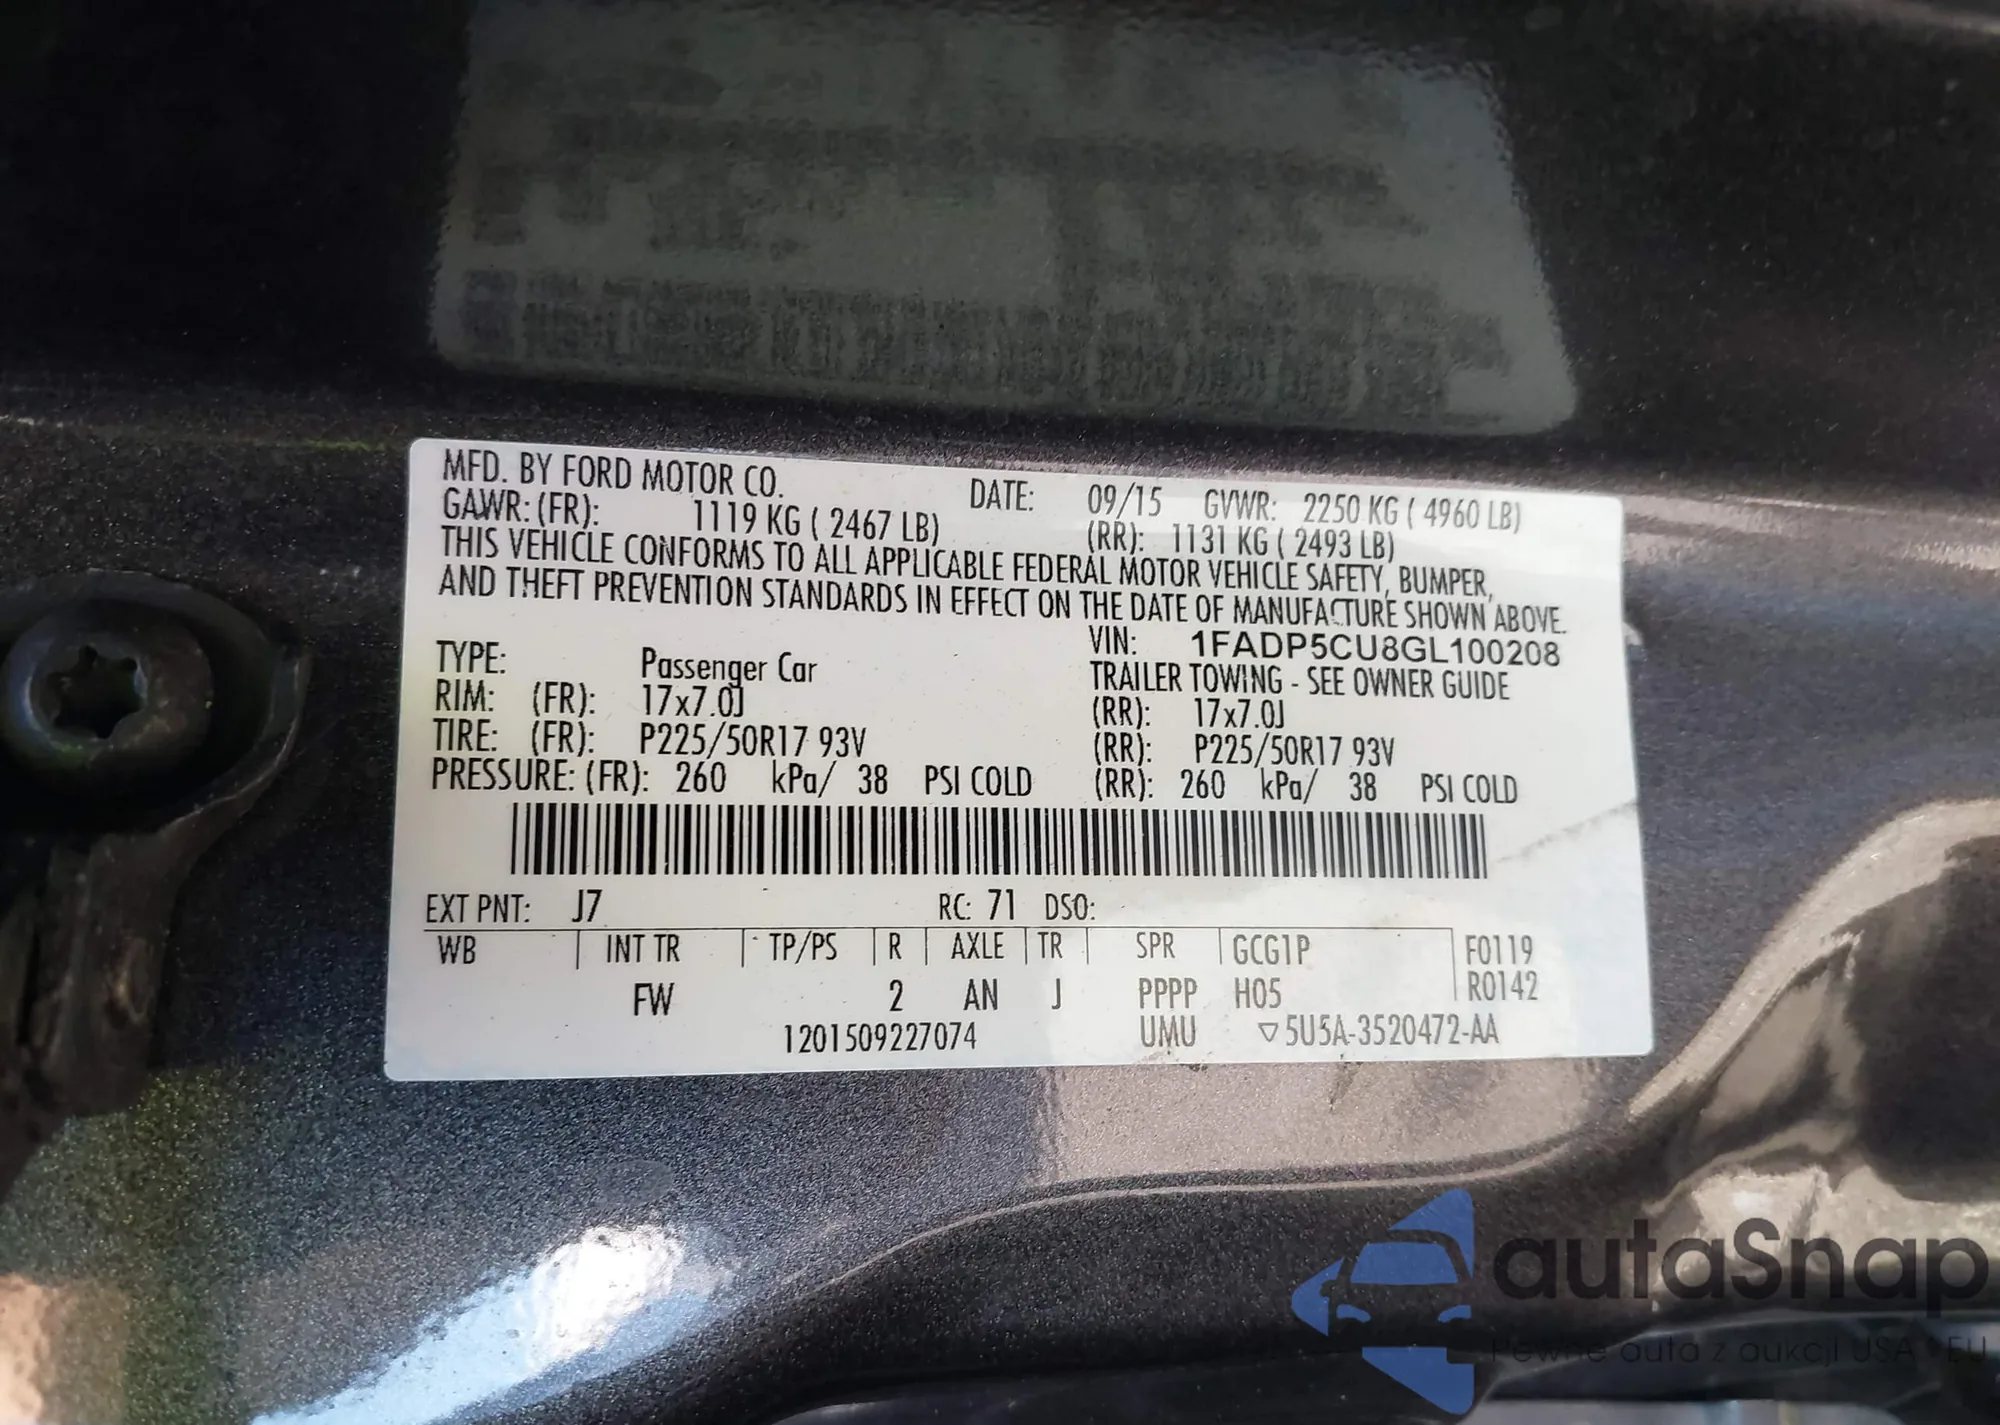 MFD. BY FORD MOTOR CO. DATE: 09/15 GVWR: 2250 KG ( 4960 LB)
GAWR: (FR): 1119 KG ( 2467 LB) (RR): 1131 KG ( 2493 LB)
THIS VEHICLE CONFORMS TO ALL APPLICABLE FEDERAL MOTOR VEHICLE SAFETY, BUMPER,
AND THEFT PREVENTION STANDARDS IN EFFECT ON THE DATE OF MANUFACTURE SHOWN ABOVE.
VIN: 1FADP5CU8GL100208
TYPE: Passenger Car TRAILER TOWING - SEE OWNER GUIDE
RIM: (FR): 17x7.0J (RR): 17x7.0J
TIRE: (FR): P225/50R17 93V (RR): P225/50R17 93V
PRESSURE: (FR): 260 kPa/ 38 PSI COLD (RR): 260 kPa/ 38 PSI COLD
EXT PNT: J7 RC: 71 DSO:
WB INT TR TP/PS R AXLE TR SPR GCG1P F0119
FW 2 AN J PPPP H05 R0142
1201509227074 UMU ▽5U5A-3520472-AA
autaSnap
Pewne auta z aukcji USA i EU